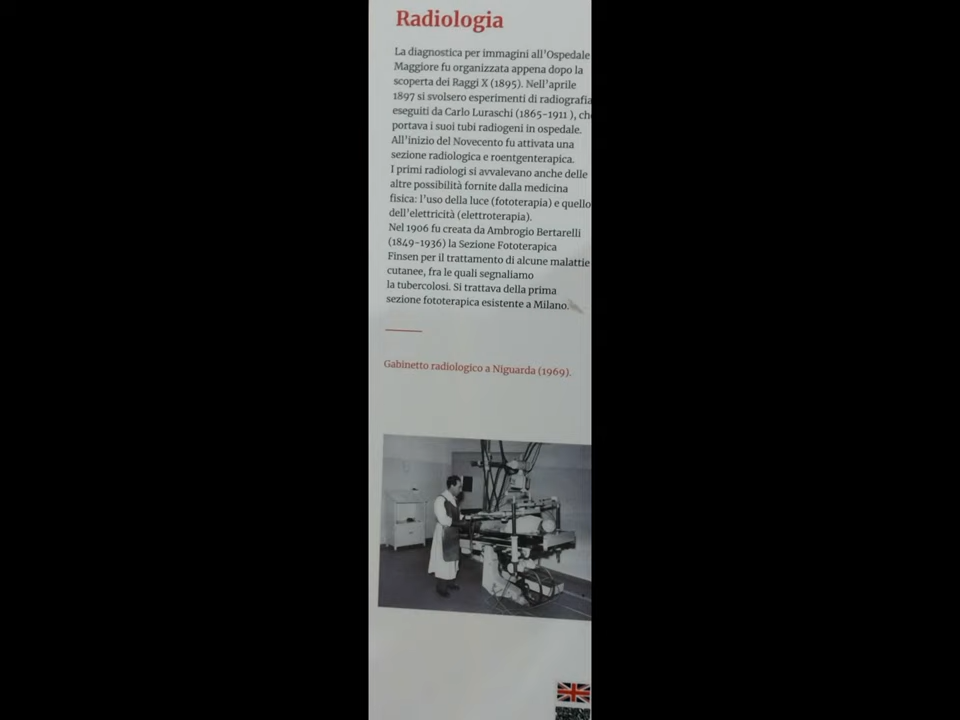 Radiologia
La diagnostica per immagini all'Ospedale
Maggiore fu organizzata appena dopo la
scoperta dei Raggi X (1895). Nell'aprile
1897 si svolsero esperimenti di radiografia
eseguiti da Carlo Luraschi (1865-1911 ), ch
portava i suoi tubi radiogeni in ospedale.
All'inizio del Novecento fu attivata una
sezione radiologica e roentgenterapica.
I primi radiologi si avvalevano anche delle
altre possibilità fornite dalla medicina
fisica: l'uso della luce (fototerapia) e quello
dell'elettricità (elettroterapia).
Nel 1906 fu creata da Ambrogio Bertarelli
(1849-1936) la Sezione Fototerapica
Finsen per il trattamento di alcune malattie
cutanee, fra le quali segnaliamo
la tubercolosi. Si trattava della prima
sezione fototerapica esistente a Milano.
Gabinetto radiologico a Niguarda (1969).